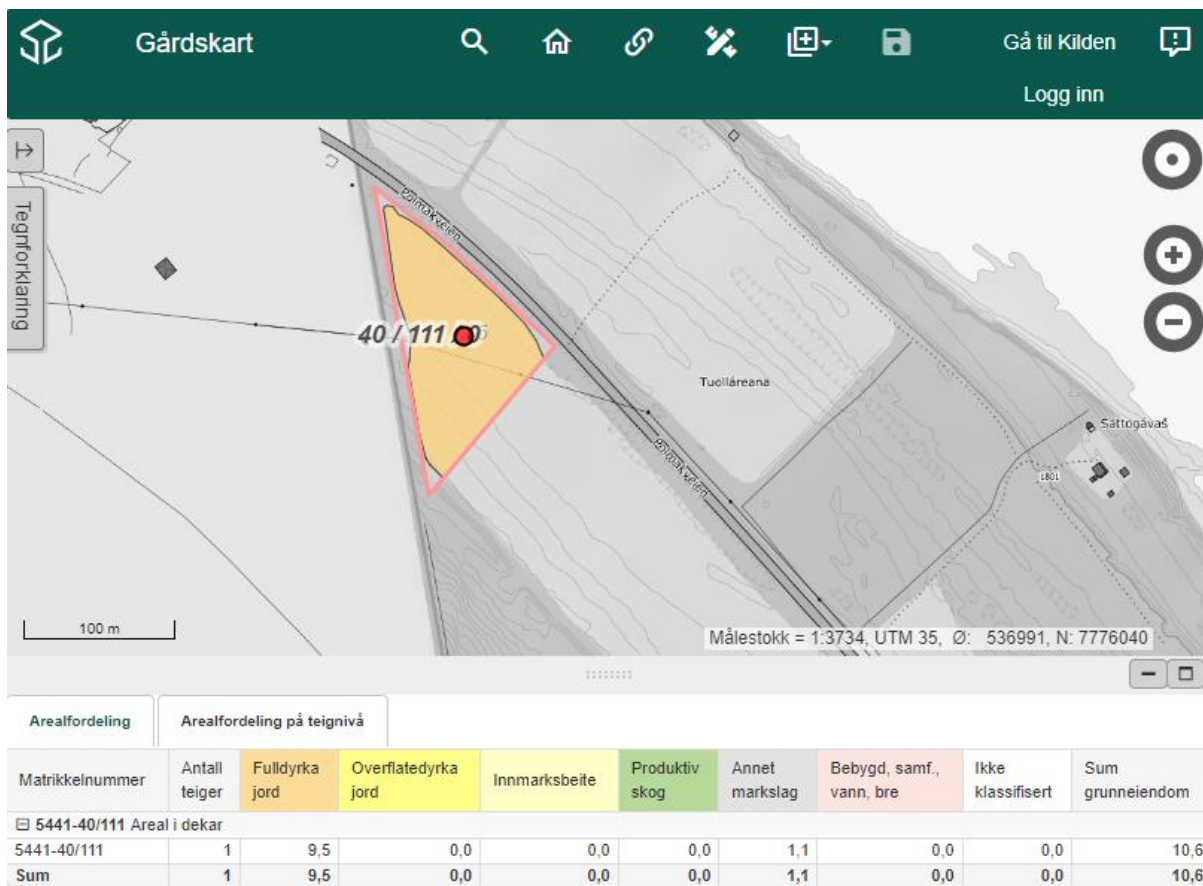 Gårdskart
Gå til Kilden
Logg inn
Tegnforklaring
Polmakveien
40 / 111
Tuolláreana
Polmakveien
Sáttogávaš
1801
100 m
Målestokk = 1:3734, UTM 35, Ø: 536991, N: 7776040
Arealfordeling Arealfordeling på teignivå
Matrikkelnummer Antall teiger Fulldyrka jord Overflatedyrka jord Innmarksbeite Produktiv skog Annet markslag Bebygd, samf., vann, bre Ikke klassifisert Sum grunneiendom
5441-40/111 Areal i dekar
5441-40/111 1 9,5 0,0 0,0 0,0 1,1 0,0 0,0 10,6
Sum 1 9,5 0,0 0,0 0,0 1,1 0,0 0,0 10,6